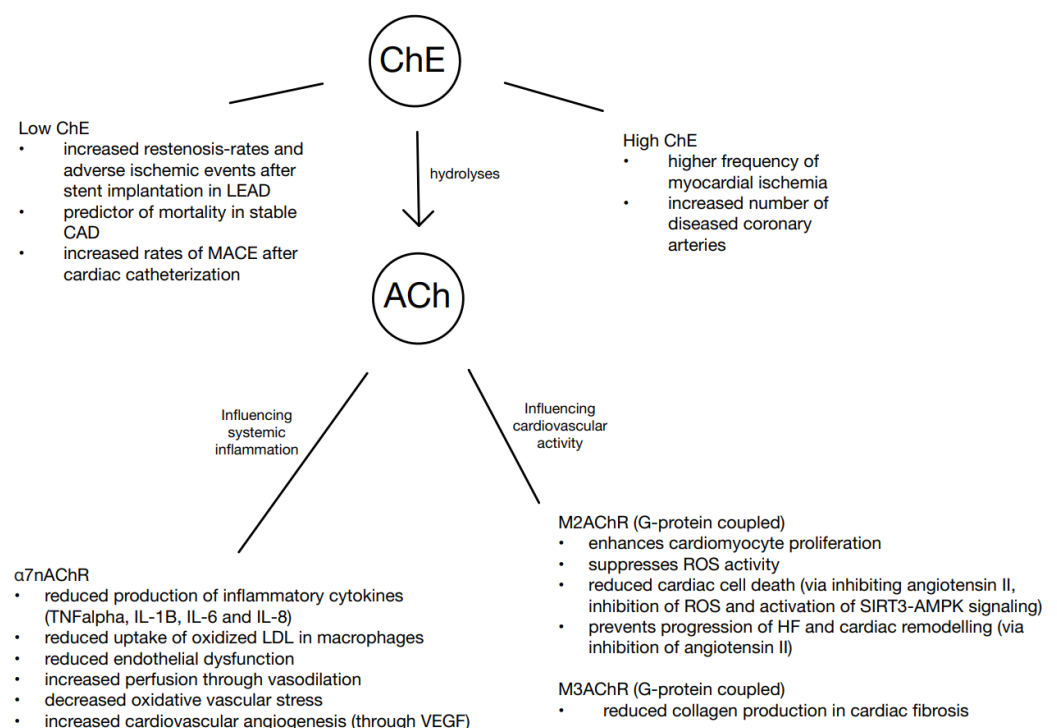 ChE
Low ChE
• increased restenosis-rates and
adverse ischemic events after
stent implantation in LEAD
• predictor of mortality in stable
CAD
• increased rates of MACE after
cardiac catheterization
hydrolyses
High ChE
• higher frequency of
myocardial ischemia
• increased number of
diseased coronary
arteries
ACh
Influencing
systemic
inflammation
Influencing
cardiovascular
activity
α7nAChR
• reduced production of inflammatory cytokines
(TNFalpha, IL-1B, IL-6 and IL-8)
• reduced uptake of oxidized LDL in macrophages
• reduced endothelial dysfunction
• increased perfusion through vasodilation
• decreased oxidative vascular stress
• increased cardiovascular angiogenesis (through VEGF)
M2AChR (G-protein coupled)
• enhances cardiomyocyte proliferation
• suppresses ROS activity
• reduced cardiac cell death (via inhibiting angiotensin II,
inhibition of ROS and activation of SIRT3-AMPK signaling)
• prevents progression of HF and cardiac remodelling (via
inhibition of angiotensin II)
M3AChR (G-protein coupled)
• reduced collagen production in cardiac fibrosis